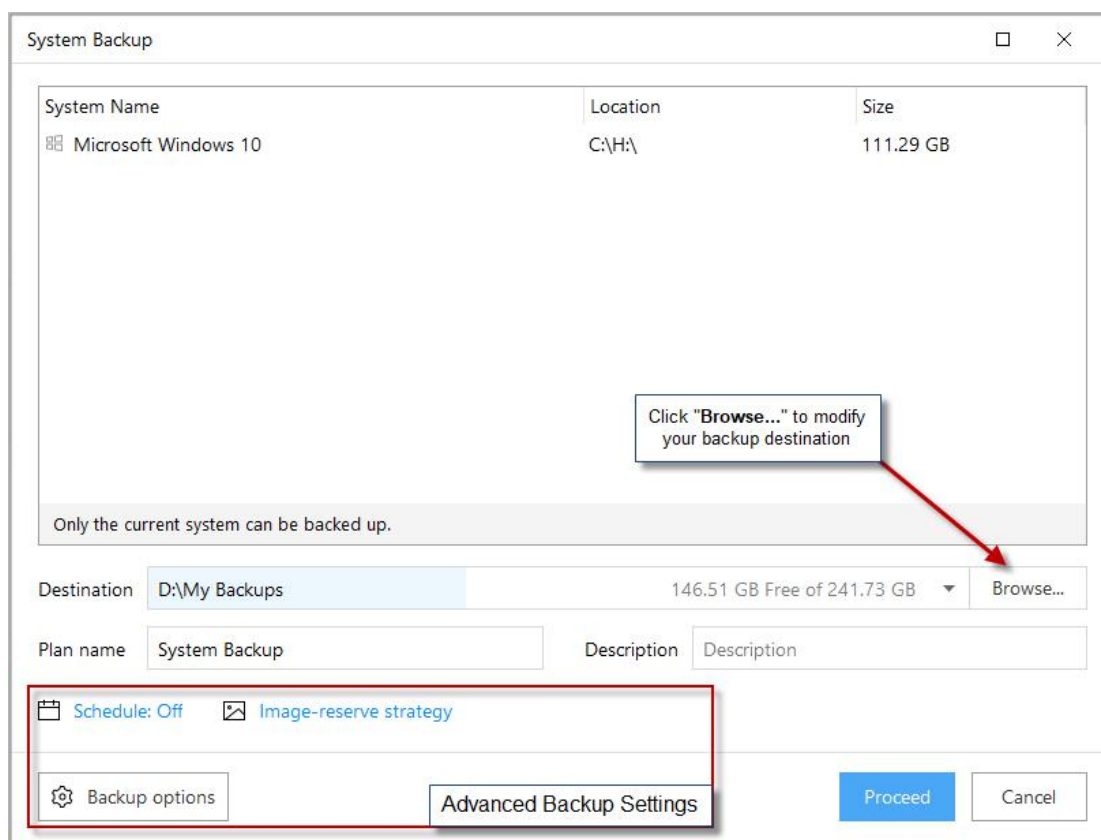 System Backup
System Name Location Size
Microsoft Windows 10 C:\H:\ 111.29 GB
Click "Browse..." to modify
your backup destination
Only the current system can be backed up.
Destination D:\My Backups 146.51 GB Free of 241.73 GB Browse...
Plan name System Backup Description Description
Schedule: Off Image-reserve strategy
Backup options Advanced Backup Settings Proceed Cancel